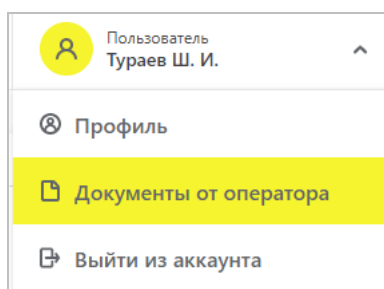 Пользователь
Тураев Ш. И.
Профиль
Документы от оператора
Выйти из аккаунта